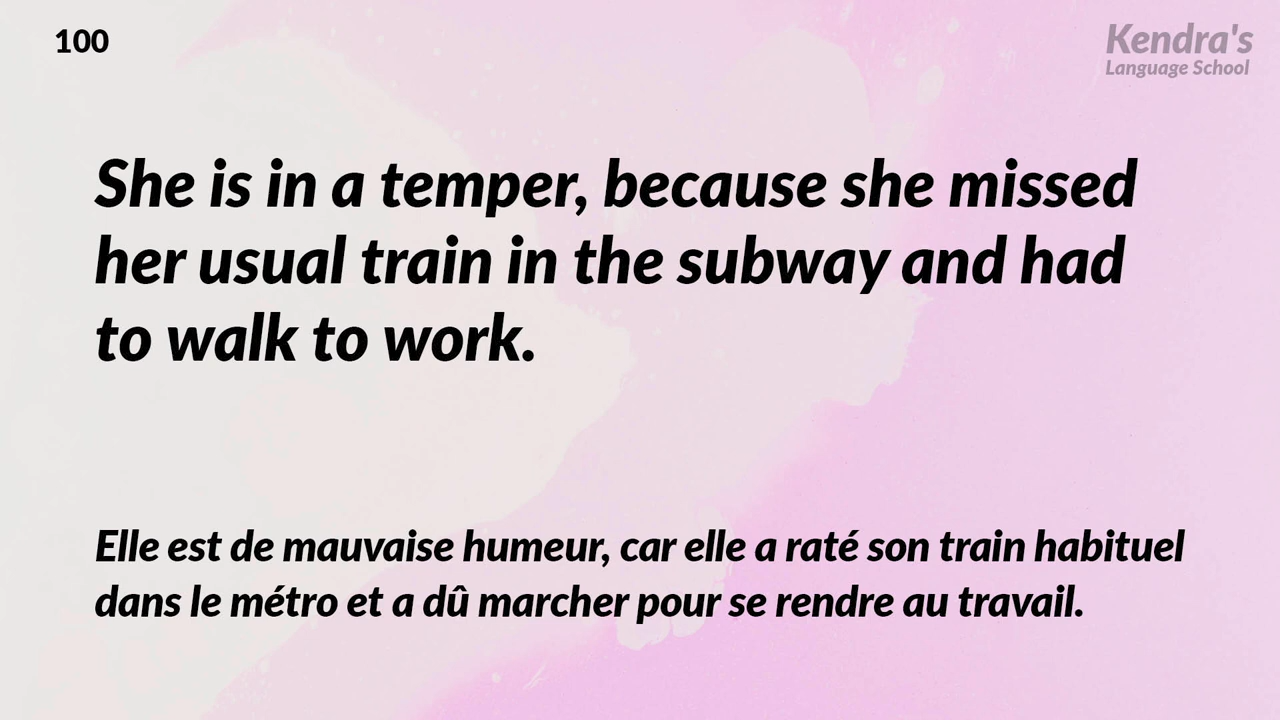 100
Kendra's
Language School
She is in a temper, because she missed
her usual train in the subway and had
to walk to work.
Elle est de mauvaise humeur, car elle a raté son train habituel
dans le métro et a dû marcher pour se rendre au travail.